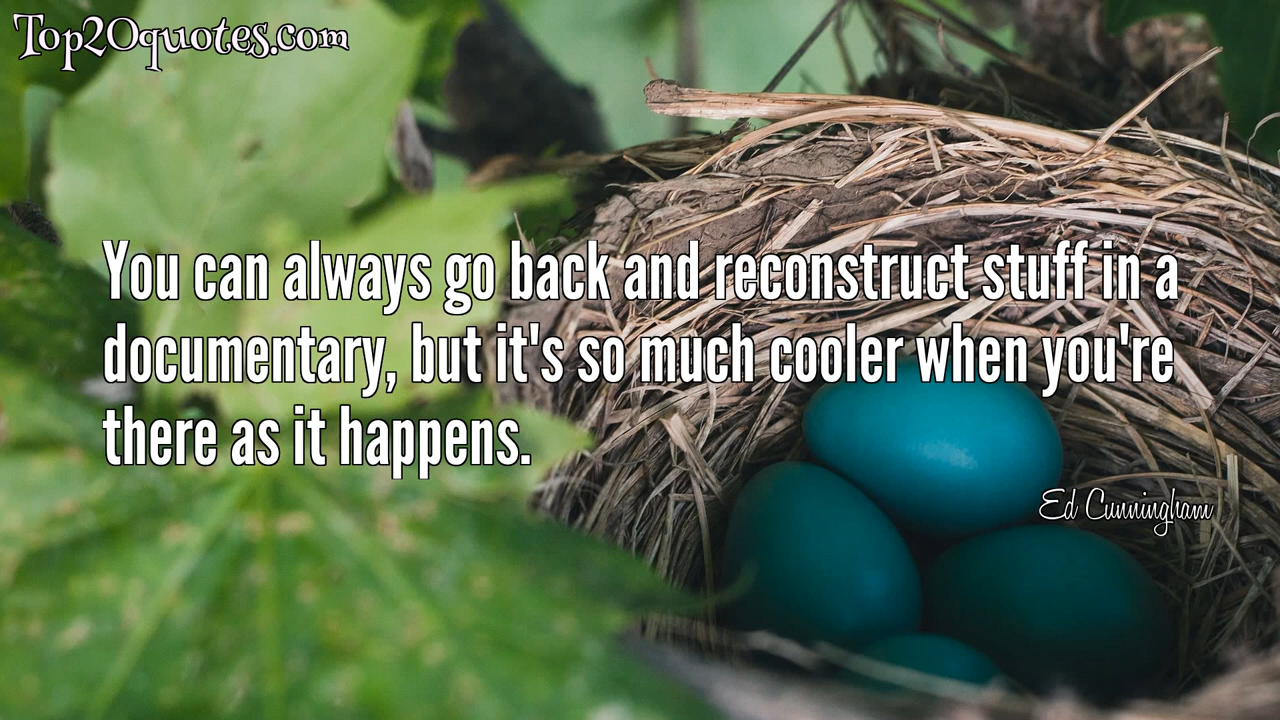 Top20quotes.com
You can always go back and reconstruct stuff in a
documentary, but it's so much cooler when you're
there as it happens.
Ed Cunningham